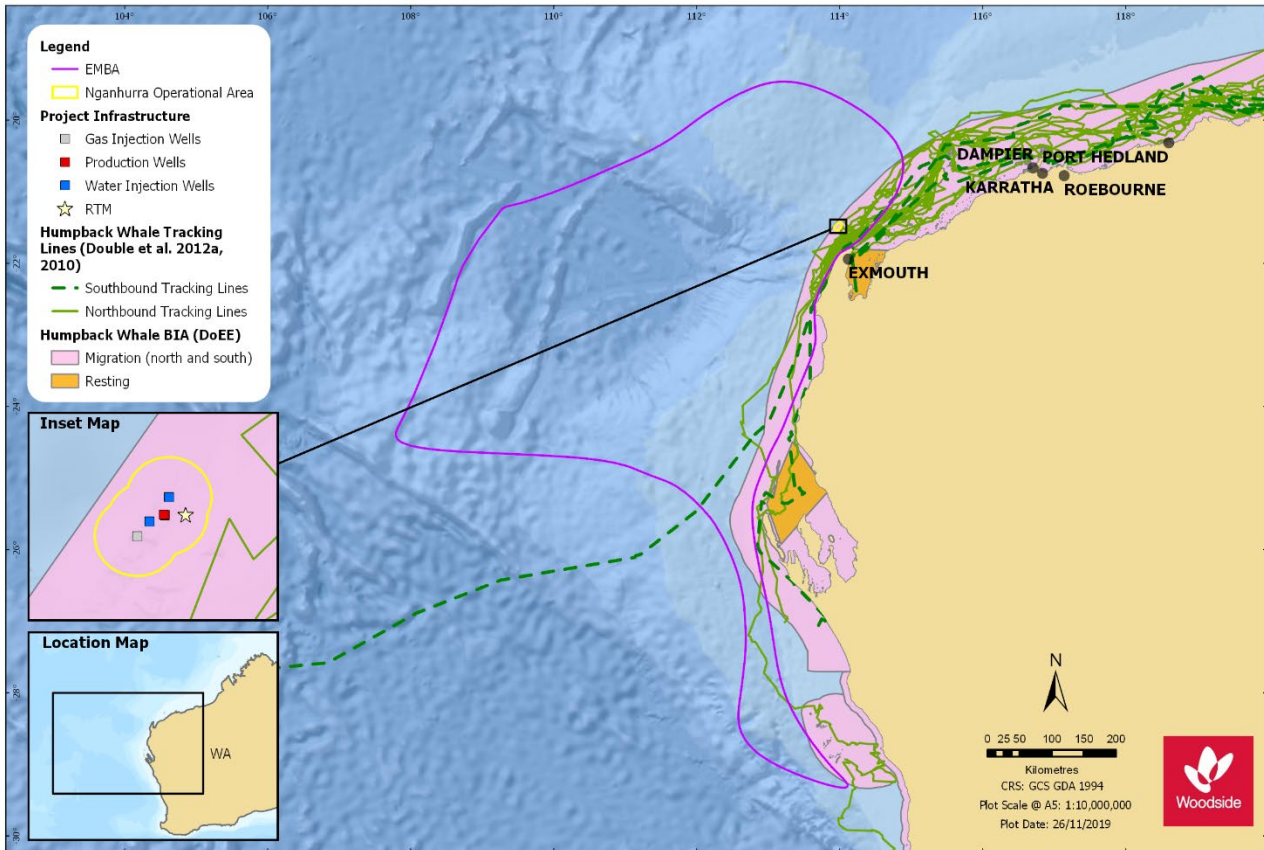 104°
106°
108°
110°
112°
114°
116°
118°
Legend
EMBA
Nganhurra Operational Area
Project Infrastructure
Gas Injection Wells
Production Wells
Water Injection Wells
RTM
Humpback Whale Tracking
Lines (Double et al. 2012a,
2010)
Southbound Tracking Lines
Northbound Tracking Lines
Humpback Whale BIA (DoEE)
Migration (north and south)
Resting
-20°
-22°
-24°
-26°
-28°
-30°
DAMPIER
PORT HEDLAND
KARRATHA
ROEBOURNE
EXMOUTH
Inset Map
Location Map
WA
N
0 25 50 100 150 200
Kilometres
CRS: GCS GDA 1994
Plot Scale @ A5: 1:10,000,000
Plot Date: 26/11/2019
Woodside